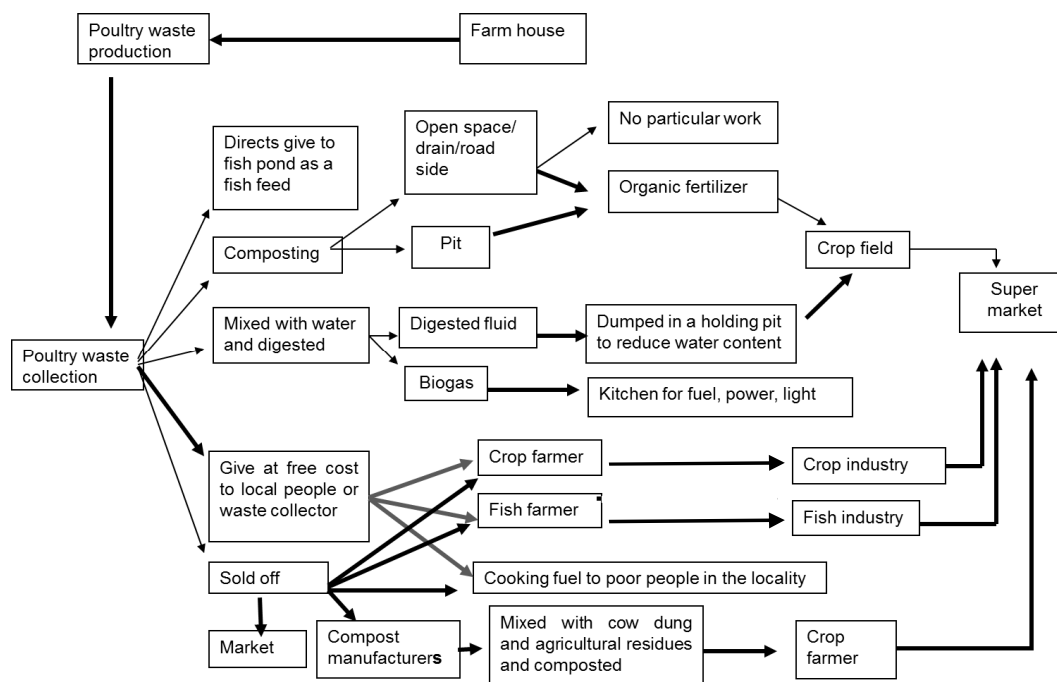 Poultry waste
production
Farm house
Directs give to
fish pond as a
fish feed
Open space/
drain/road
side
No particular work
Organic fertilizer
Composting
Pit
Crop field
Super
market
Mixed with water
and digested
Digested fluid
Dumped in a holding pit
to reduce water content
Poultry waste
collection
Biogas
Kitchen for fuel, power, light
Give at free cost
to local people or
waste collector
Crop farmer
Crop industry
Fish farmer
Fish industry
Sold off
Cooking fuel to poor people in the locality
Market
Compost
manufacturers
Mixed with cow dung
and agricultural residues
and composted
Crop
farmer